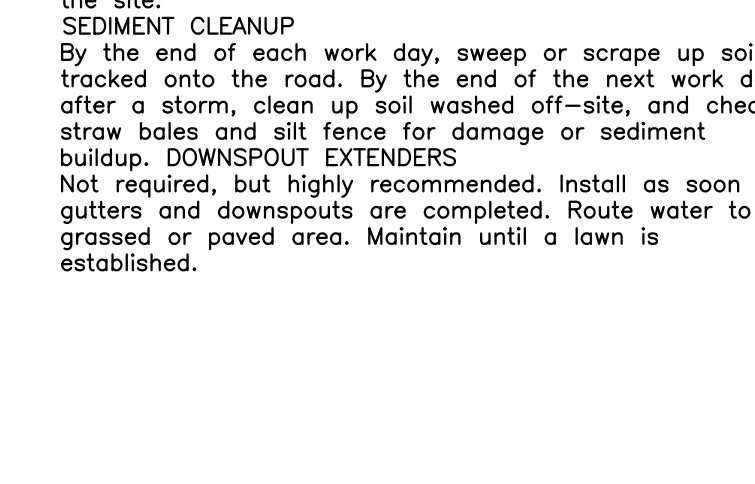 the site.
SEDIMENT CLEANUP
By the end of each work day, sweep or scrape up
tracked onto the road. By the end of the next work
after a storm, clean up soil washed off-site, and
straw bales and silt fence for damage or sediment
buildup. DOWNSPOUT EXTENDERS
Not required, but highly recommended. Install as soon
gutters and downspouts are completed. Route water to
grassed or paved area. Maintain until a lawn is
established.